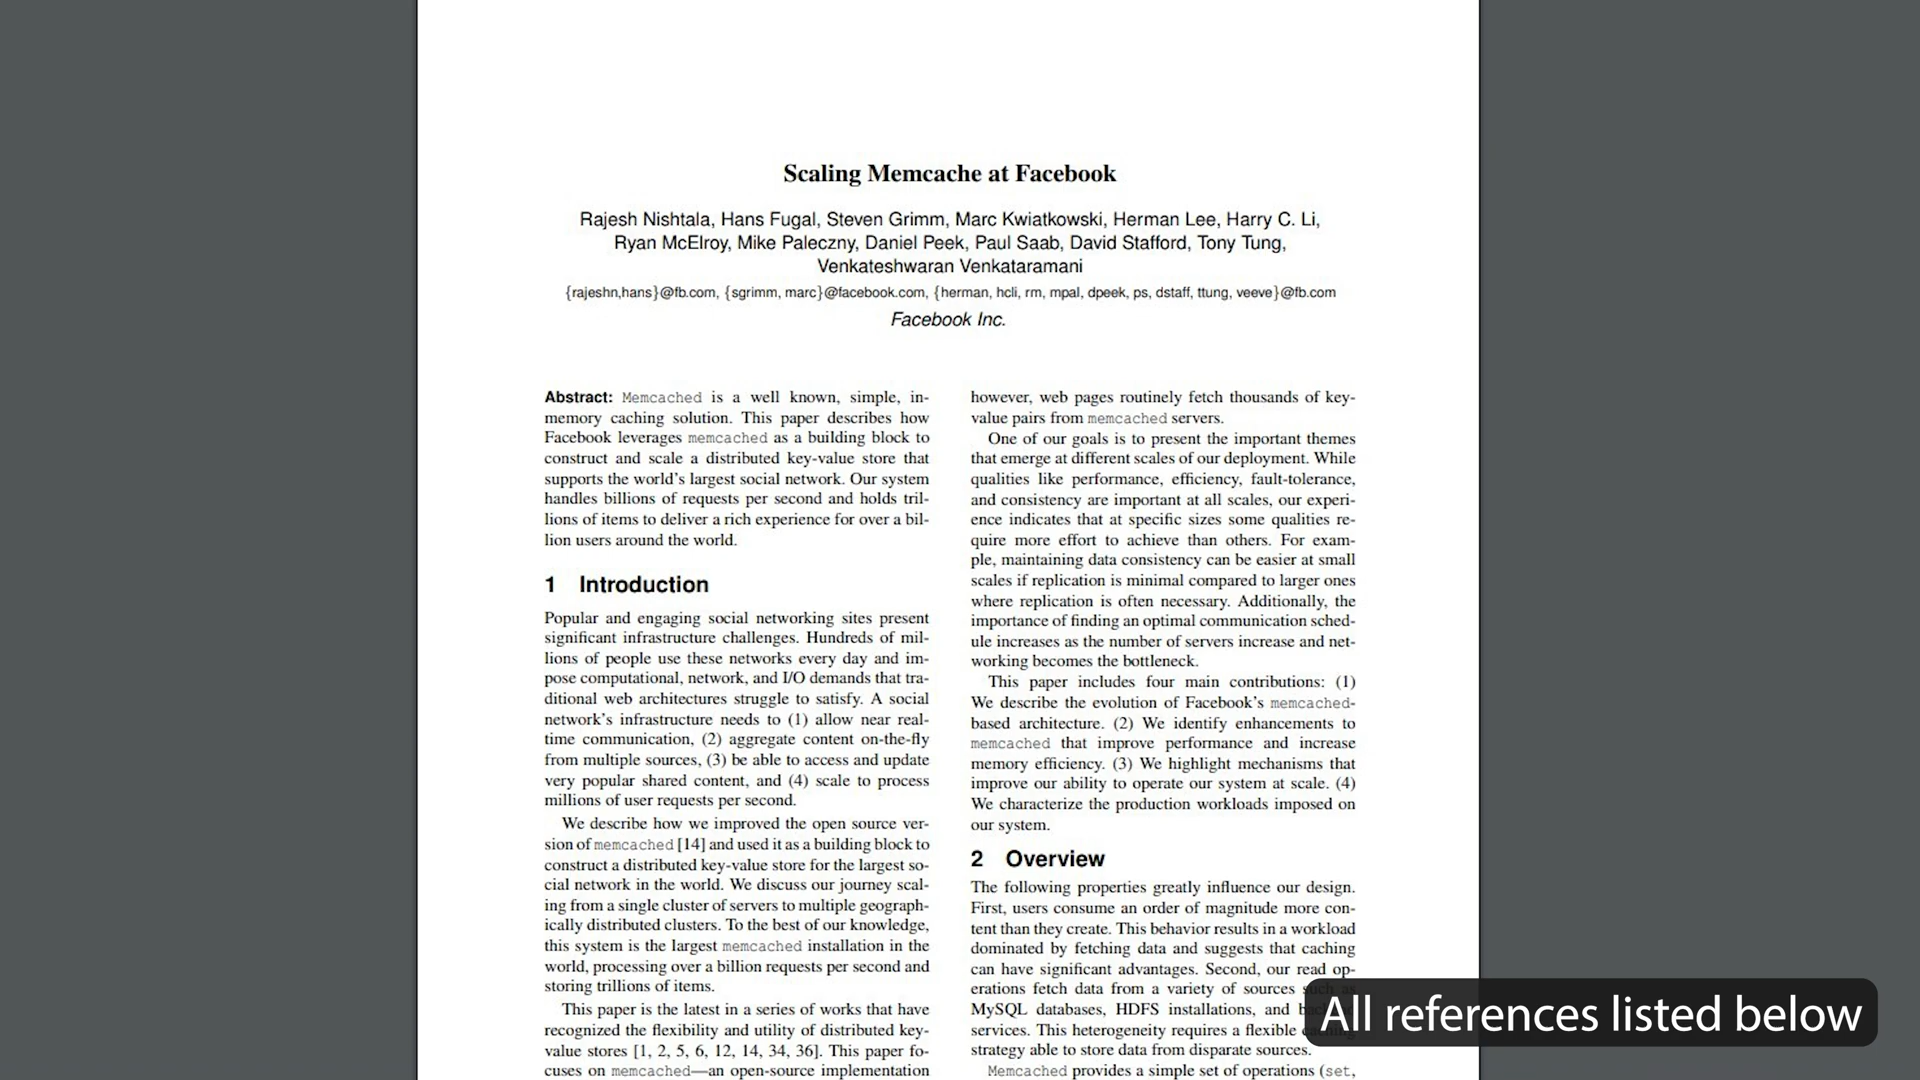 Scaling Memcache at Facebook
Rajesh Nishtala, Hans Fugal, Steven Grimm, Marc Kwiatkowski, Herman Lee, Harry C. Li,
Ryan McElroy, Mike Paleczny, Daniel Peek, Paul Saab, David Stafford, Tony Tung,
Venkateshwaran Venkataramani
{rajeshn,hans}@fb.com, {sgrimm, marc}@facebook.com, {herman, hcli, rm, mpal, dpeek, ps, dstaff, ttung, veeve}@fb.com
Facebook Inc.
Abstract: Memcached is a well known, simple, in-
memory caching solution. This paper describes how
Facebook leverages memcached as a building block to
construct and scale a distributed key-value store that
supports the world's largest social network. Our system
handles billions of requests per second and holds tril-
lions of items to deliver a rich experience for over a bil-
lion users around the world.
1 Introduction
Popular and engaging social networking sites present
significant infrastructure challenges. Hundreds of mil-
lions of people use these networks every day and im-
pose computational, network, and I/O demands that tra-
ditional web architectures struggle to satisfy. A social
network's infrastructure needs to (1) allow near real-
time communication, (2) aggregate content on-the-fly
from multiple sources, (3) be able to access and update
very popular shared content, and (4) scale to process
millions of user requests per second.
We describe how we improved the open source ver-
sion of memcached [14] and used it as a building block to
construct a distributed key-value store for the largest so-
cial network in the world. We discuss our journey scal-
ing from a single cluster of servers to multiple geograph-
ically distributed clusters. To the best of our knowledge,
this system is the largest memcached installation in the
world, processing over a billion requests per second and
storing trillions of items.
This paper is the latest in a series of works that have
recognized the flexibility and utility of distributed key-
value stores [1, 2, 5, 6, 12, 14, 34, 36]. This paper fo-
cuses on memcached—an open-source implementation
however, web pages routinely fetch thousands of key-
value pairs from memcached servers.
One of our goals is to present the important themes
that emerge at different scales of our deployment. While
qualities like performance, efficiency, fault-tolerance,
and consistency are important at all scales, our experi-
ence indicates that at specific sizes some qualities re-
quire more effort to achieve than others. For exam-
ple, maintaining data consistency can be easier at small
scales if replication is minimal compared to larger ones
where replication is often necessary. Additionally, the
importance of finding an optimal communication sched-
ule increases as the number of servers increase and net-
working becomes the bottleneck.
This paper includes four main contributions: (1)
We describe the evolution of Facebook's memcached-
based architecture. (2) We identify enhancements to
memcached that improve performance and increase
memory efficiency. (3) We highlight mechanisms that
improve our ability to operate our system at scale. (4)
We characterize the production workloads imposed on
our system.
2 Overview
The following properties greatly influence our design.
First, users consume an order of magnitude more con-
tent than they create. This behavior results in a workload
dominated by fetching data and suggests that caching
can have significant advantages. Second, our read op-
erations fetch data from a variety of sources such as
MySQL databases, HDFS installations, and
services. This heterogeneity requires a flexible caching
strategy able to store data from disparate sources.
Memcached provides a simple set of operations (set,
All references listed below